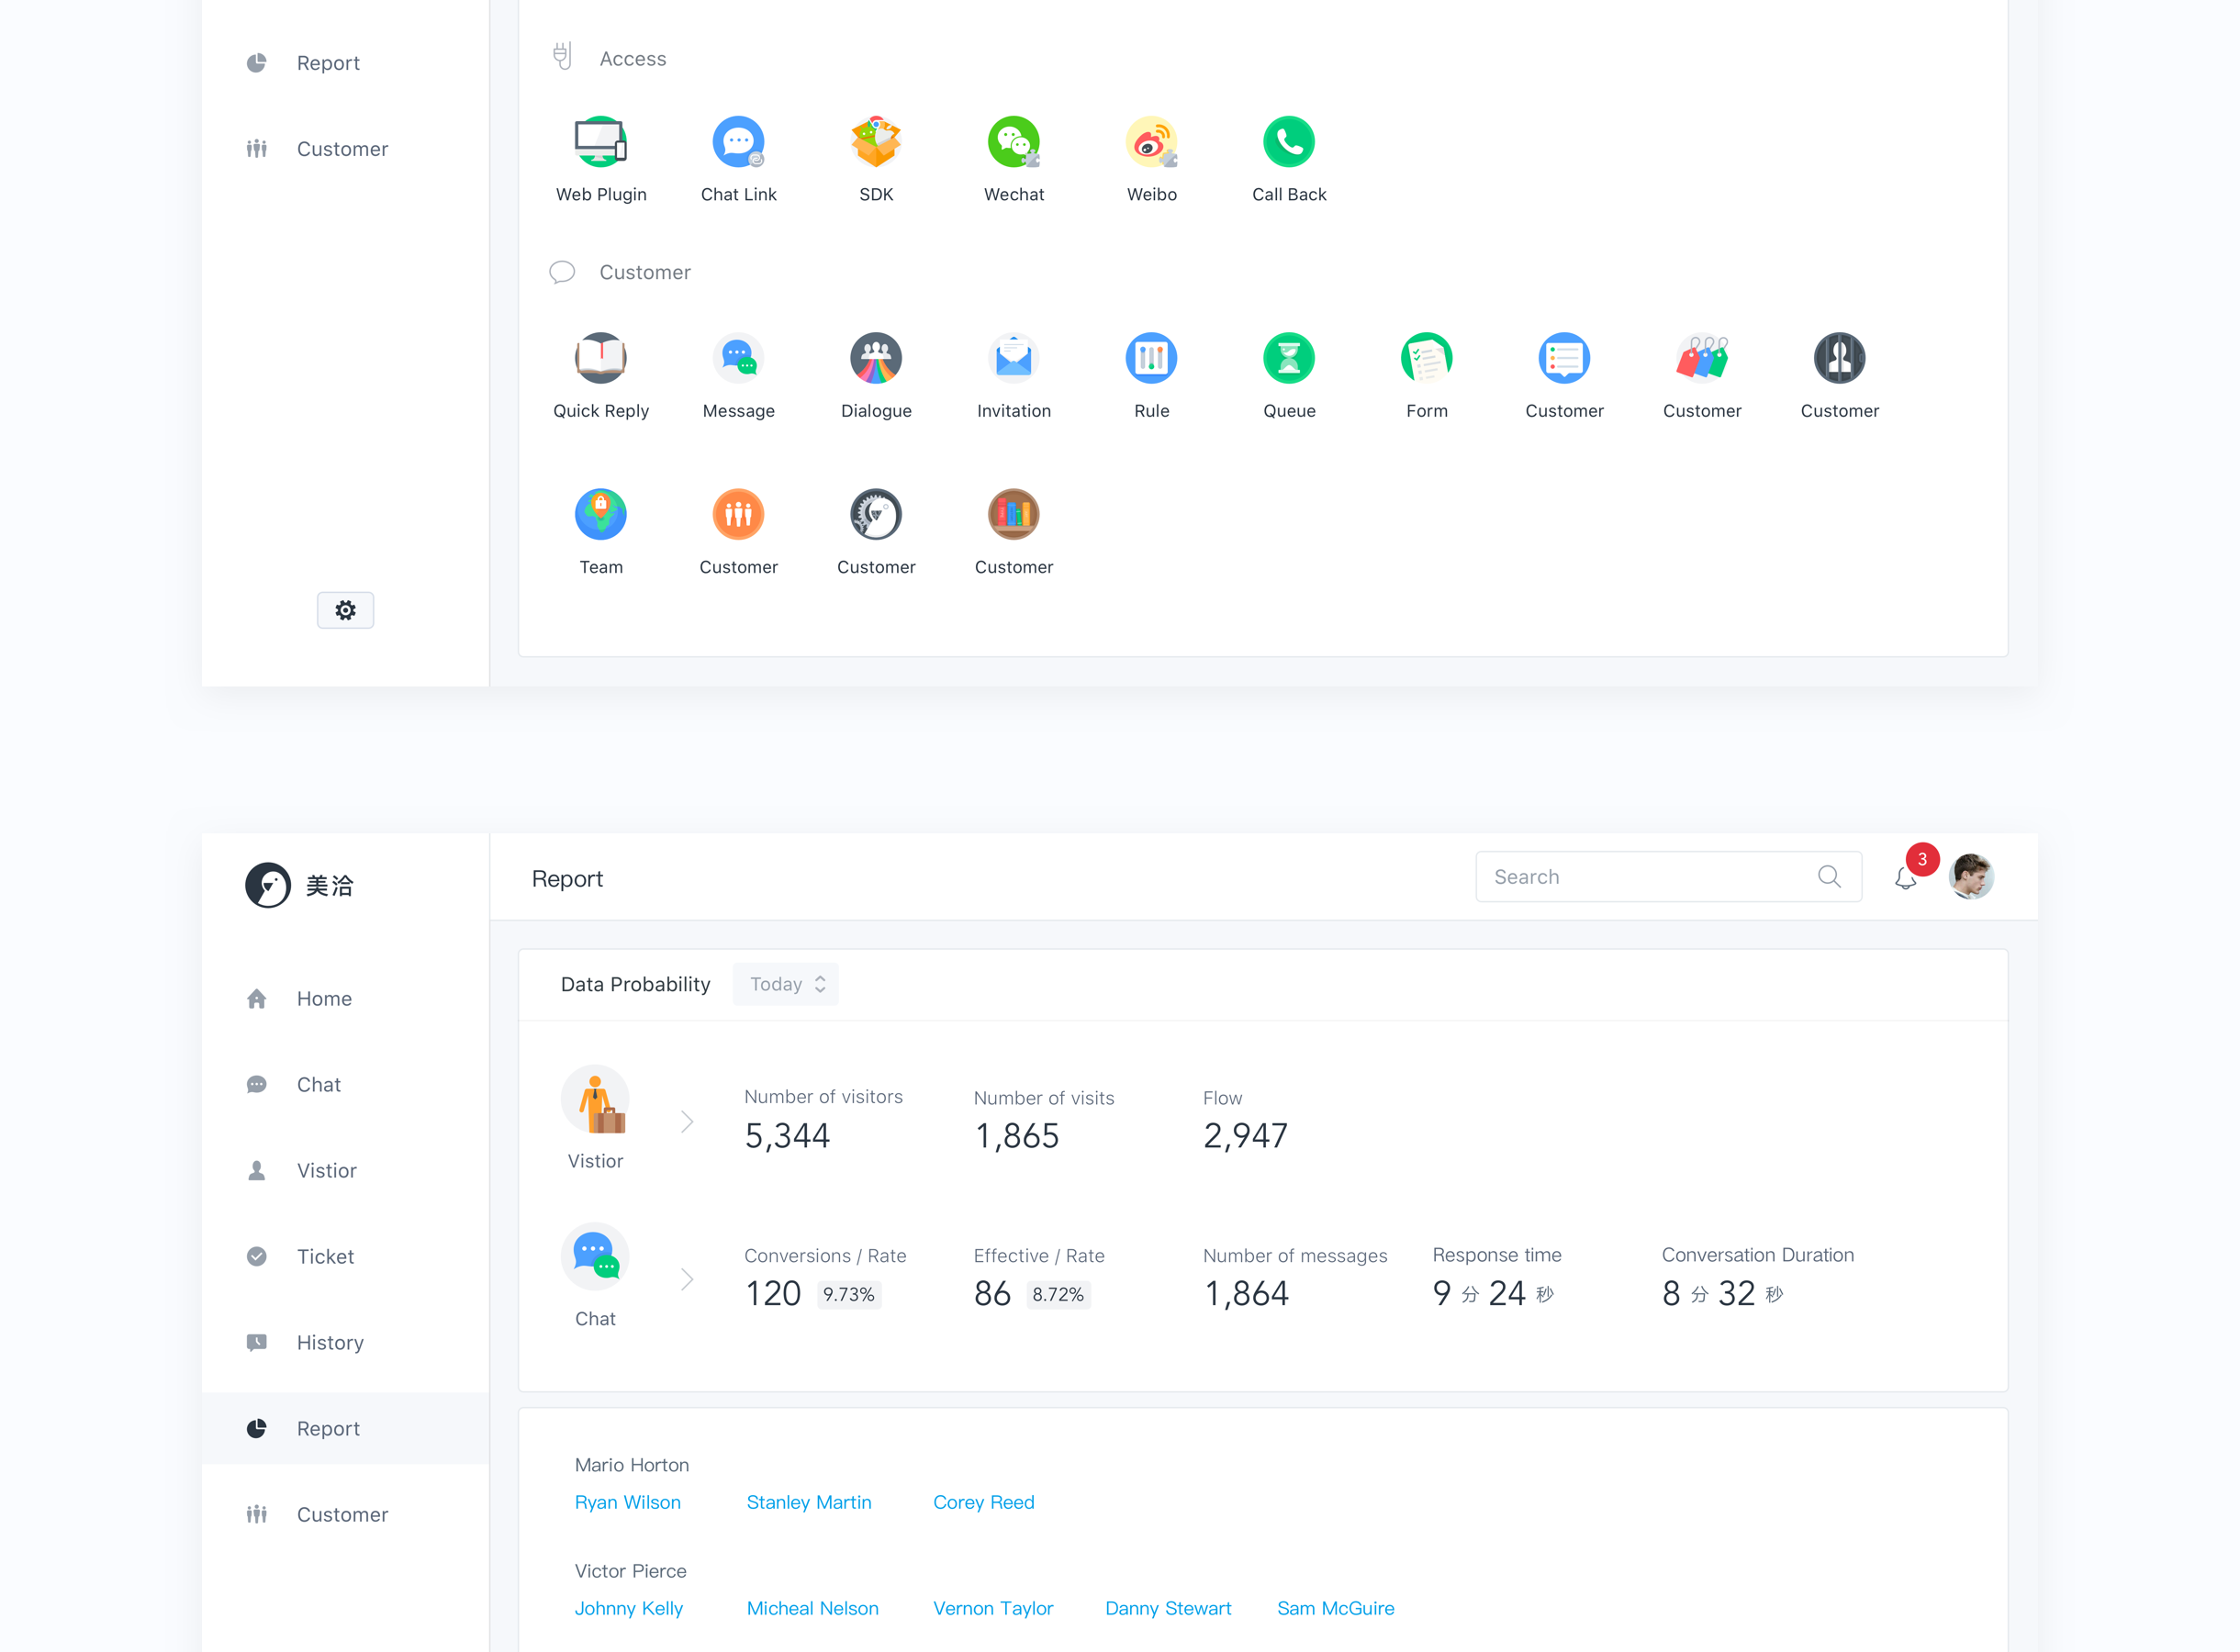 Report
Customer
Access
Web Plugin
Chat Link
SDK
Wechat
Weibo
Call Back
Customer
Quick Reply
Message
Dialogue
Invitation
Rule
Queue
Form
Customer
Customer
Customer
Team
Customer
Customer
Customer
美洽
Home
Chat
Vistior
Ticket
History
Report
Customer
Report
Search
3
Data Probability
Today
Vistior
Number of visitors
5,344
Number of visits
1,865
Flow
2,947
Chat
Conversions / Rate
120 9.73%
Effective / Rate
86 8.72%
Number of messages
1,864
Response time
9 分 24 秒
Conversation Duration
8 分 32 秒
Mario Horton
Ryan Wilson Stanley Martin Corey Reed
Victor Pierce
Johnny Kelly Micheal Nelson Vernon Taylor Danny Stewart Sam McGuire